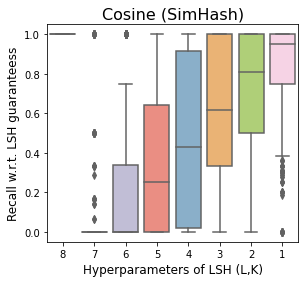 Cosine (SimHash)
Recall w.r.t. LSH guaranteess
1.0
0.8
0.6
0.4
0.2
0.0
8 7 6 5 4 3 2 1
Hyperparameters of LSH (L,K)